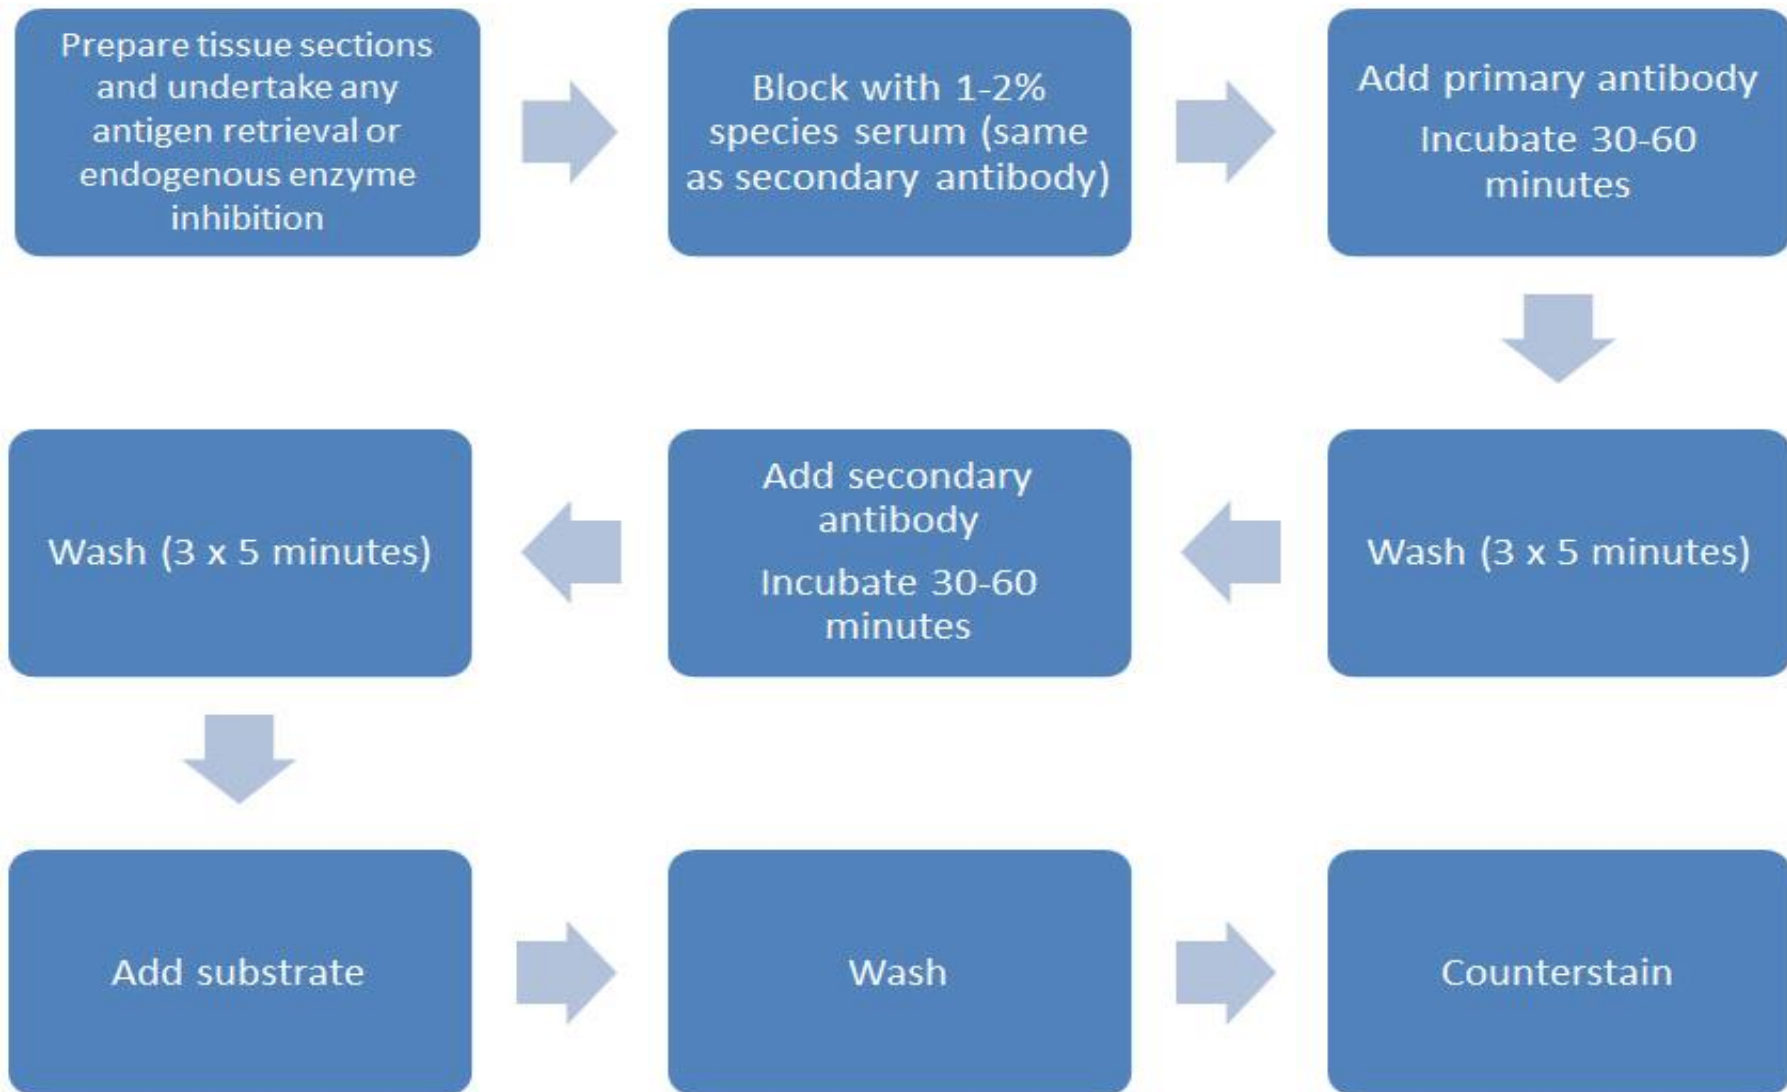 Prepare tissue sections
and undertake any
antigen retrieval or
endogenous enzyme
inhibition
Block with 1-2%
species serum (same
as secondary antibody)
Add primary antibody
Incubate 30-60
minutes
Wash (3 x 5 minutes)
Add secondary
antibody
Incubate 30-60
minutes
Wash (3 x 5 minutes)
Add substrate
Wash
Counterstain